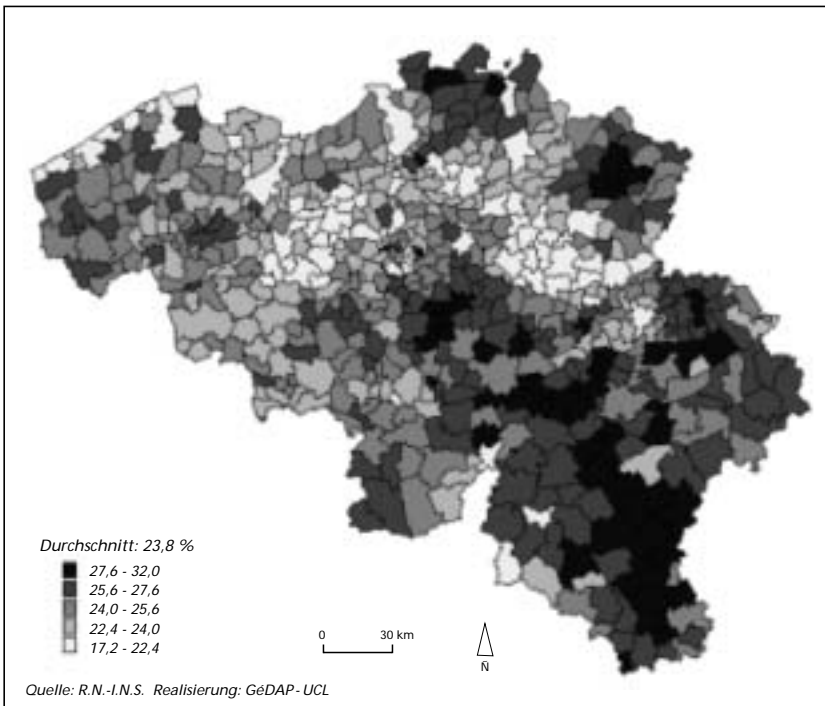 Durchschnitt: 23,8 %
27,6 - 32,0
25,6 - 27,6
24,0 - 25,6
22,4 - 24,0
17,2 - 22,4
0 30 km
Ñ
Quelle: R.N.-I.N.S. Realisierung: GéDAP-UCL